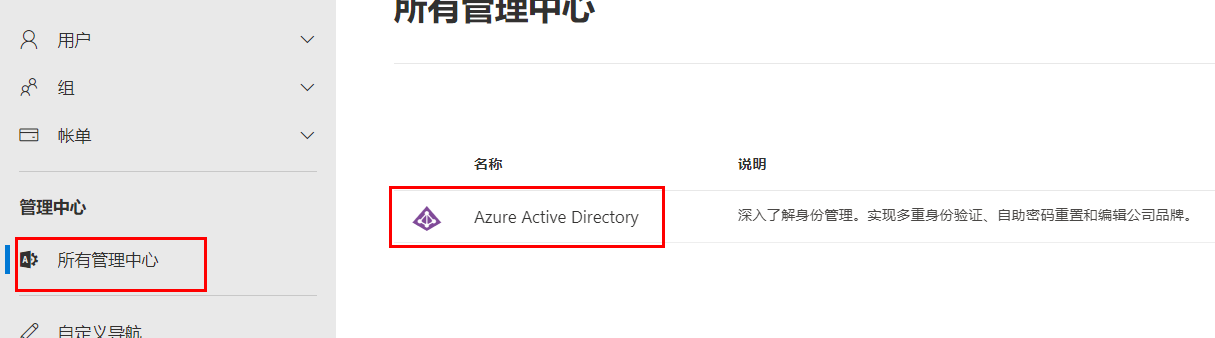 用户
组
帐单
管理中心
所有管理中心
自定义导航
所有管理中心
名称 说明
Azure Active Directory 深入了解身份管理。实现多重身份验证、自助密码重置和编辑公司品牌。